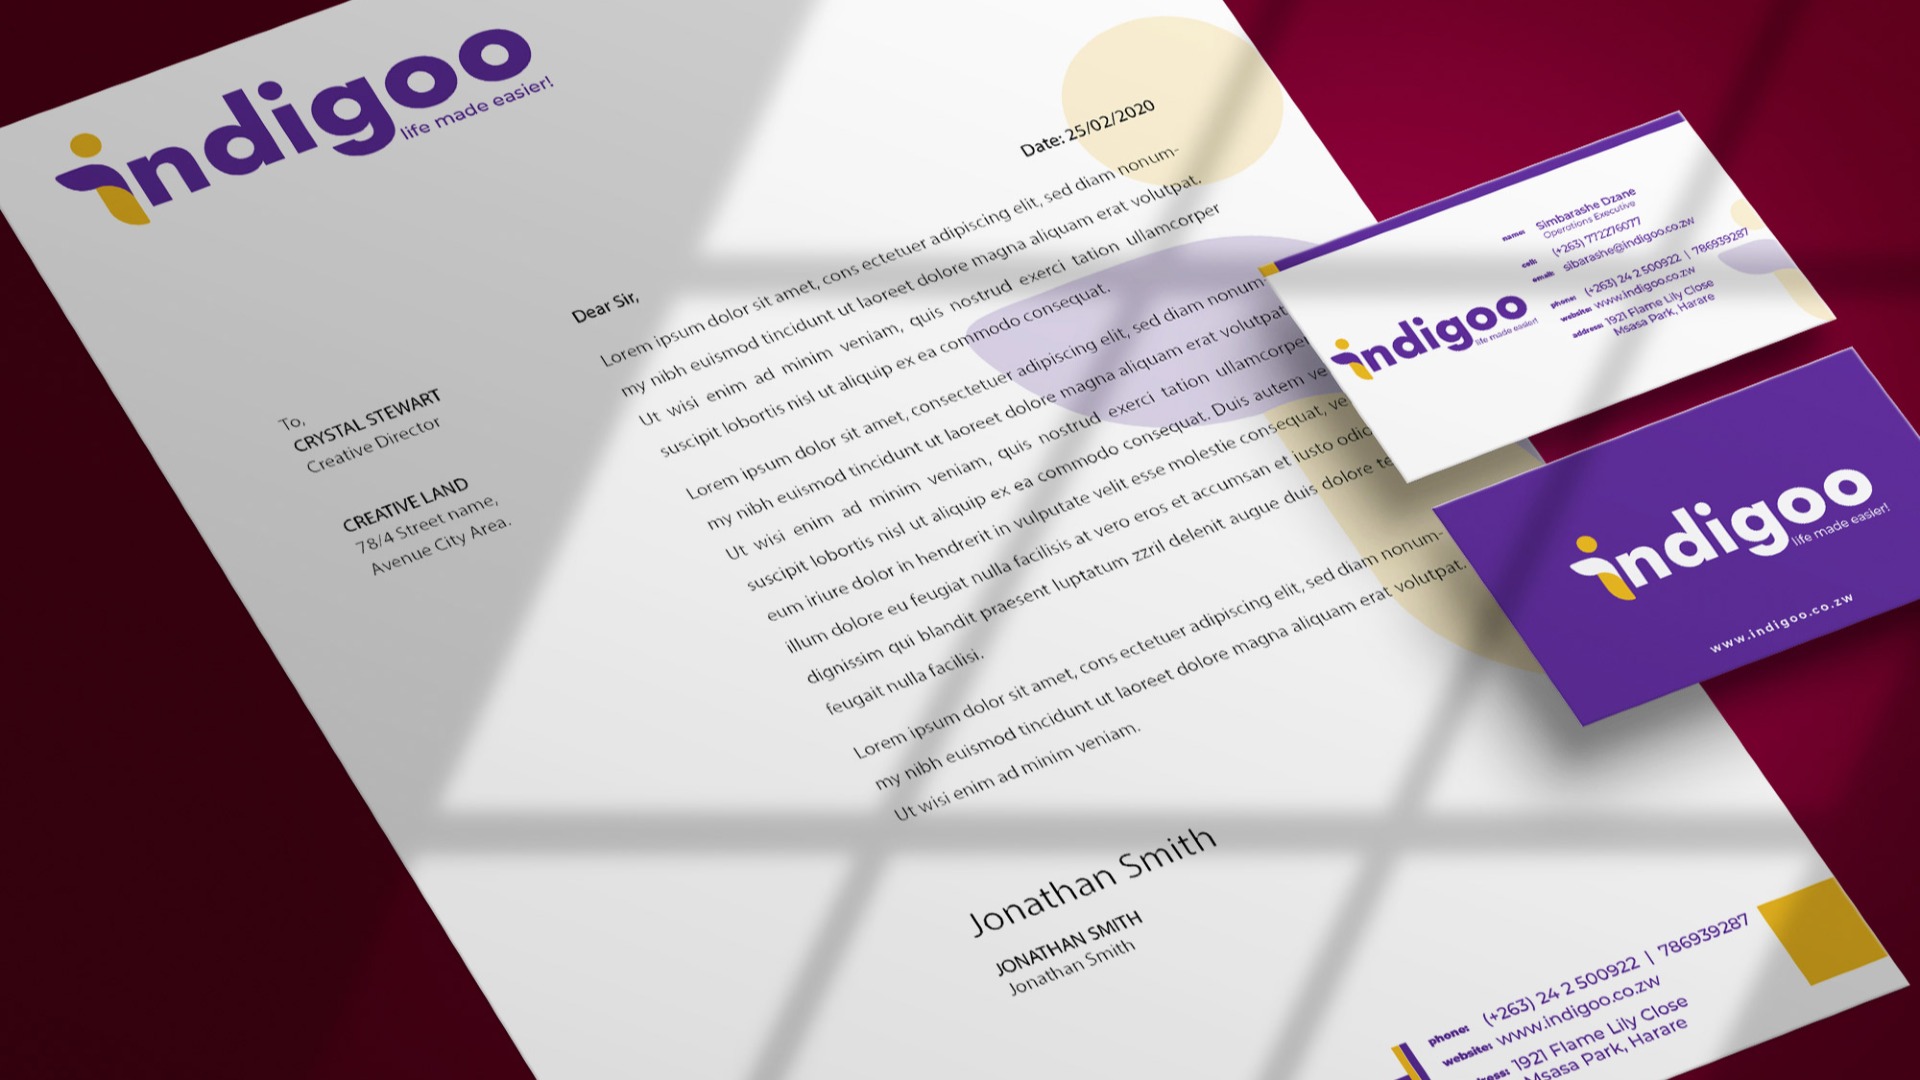 indigoo
life made easier!
Date: 25/02/2020
To,
CRYSTAL STEWART
Creative Director
CREATIVE LAND
78/4 Street name,
Avenue City Area.
Dear Sir,
Lorem ipsum dolor sit amet, cons ectetuer adipiscing elit, sed diam nonum-
my nibh euismod tincidunt ut laoreet dolore magna aliquam erat volutpat.
Ut wisi enim ad minim veniam, quis nostrud exerci tation ullamcorper
suscipit lobortis nisl ut aliquip ex ea commodo consequat.
Lorem ipsum dolor sit amet, consectetuer adipiscing elit, sed diam nonum-
my nibh euismod tincidunt ut laoreet dolore magna aliquam erat volutpat
Ut wisi enim ad minim veniam, quis nostrud exerci tation ullamcorper
suscipit lobortis nisl ut aliquip ex ea commodo consequat. Duis autem ve
eum iriure dolor in hendrerit in vulputate velit esse molestie consequat, ve
illum dolore eu feugiat nulla facilisis at vero eros et accumsan et iusto odio
dignissim qui blandit praesent luptatum zzril delenit augue duis dolore te
feugait nulla facilisi.
Lorem ipsum dolor sit amet, cons ectetuer adipiscing elit, sed diam nonum-
my nibh euismod tincidunt ut laoreet dolore magna aliquam erat volutpat.
Ut wisi enim ad minim veniam.
Jonathan Smith
JONATHAN SMITH
Jonathan Smith
phone: (+263) 24 2 500922 | 786939287
website: www.indigoo.co.zw
ress: 1921 Flame Lily Close
Msasa Park, Harare
indigoo
life made easier!
name: Simbarashe Dzane
Operations Executive
cell: (+263) 772276077
email: sibarashe@indigoo.co.zw
phone: (+263) 24 2 500922 | 786939287
website: www.indigoo.co.zw
address: 1921 Flame Lily Close
Msasa Park, Harare
indigoo
life made easier!
www.indigoo.co.zw